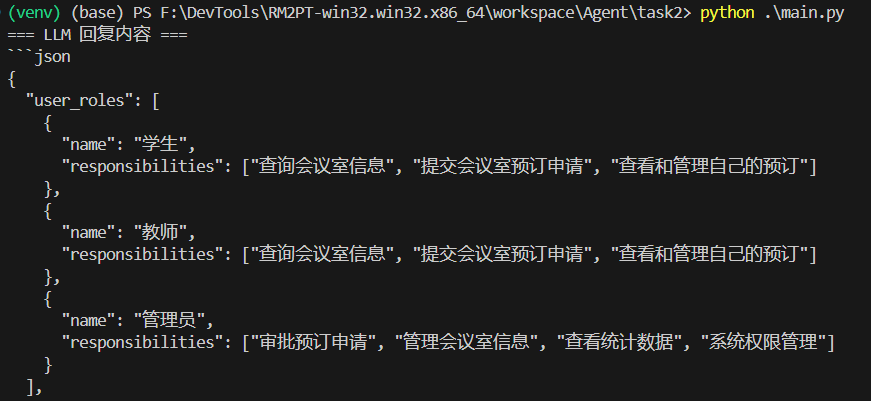 (venv) (base) PS F:\DevTools\RM2PT-win32.win32.x86_64\workspace\Agent\task2> python .\main.py
=== LLM 回复内容 ===
```json
{
  "user_roles": [
    {
      "name": "学生",
      "responsibilities": ["查询会议室信息", "提交会议室预订申请", "查看和管理自己的预订"]
    },
    {
      "name": "教师",
      "responsibilities": ["查询会议室信息", "提交会议室预订申请", "查看和管理自己的预订"]
    },
    {
      "name": "管理员",
      "responsibilities": ["审批预订申请", "管理会议室信息", "查看统计数据", "系统权限管理"]
    }
  ],